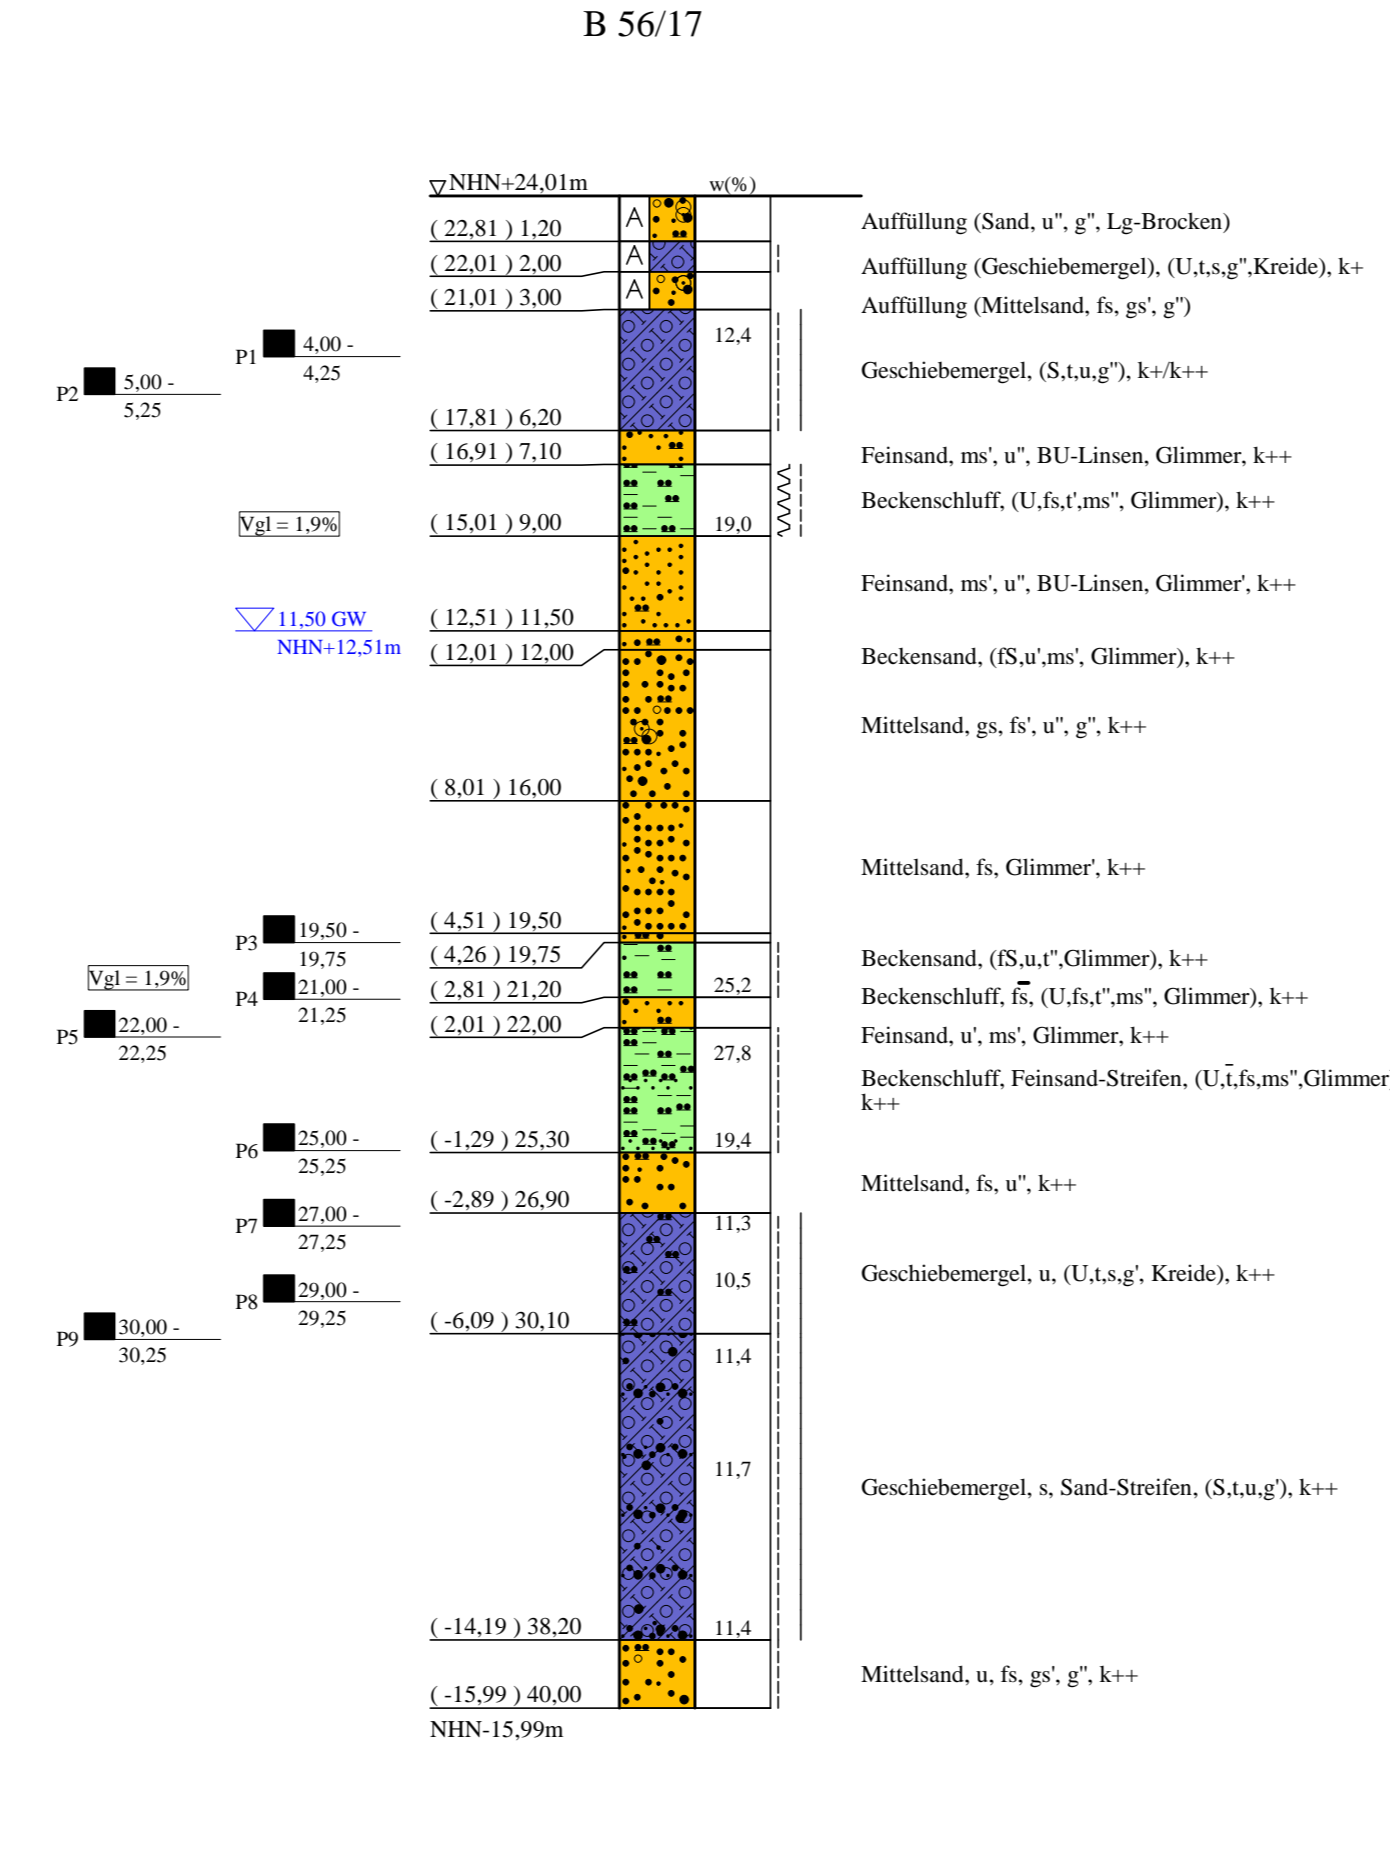 B 56/17
NHN+24,01m
w(%)
A
( 22,81 ) 1,20
Auffüllung (Sand, u", g", Lg-Brocken)
A
( 22,01 ) 2,00
Auffüllung (Geschiebemergel), (U,t,s,g",Kreide), k+
A
( 21,01 ) 3,00
Auffüllung (Mittelsand, fs, gs', g")
12,4
P1
4,00 -
4,25
P2
5,00 -
5,25
Geschiebemergel, (S,t,u,g"), k+/k++
( 17,81 ) 6,20
( 16,91 ) 7,10
Feinsand, ms', u", BU-Linsen, Glimmer, k++
Beckenschluff, (U,fs,t',ms", Glimmer), k++
Vgl = 1,9%
( 15,01 ) 9,00
19,0
Feinsand, ms', u", BU-Linsen, Glimmer', k++
11,50 GW
NHN+12,51m
( 12,51 ) 11,50
( 12,01 ) 12,00
Beckensand, (fS,u',ms', Glimmer), k++
Mittelsand, gs, fs', u", g", k++
( 8,01 ) 16,00
Mittelsand, fs, Glimmer', k++
( 4,51 ) 19,50
P3
19,50 -
19,75
( 4,26 ) 19,75
Beckensand, (fS,u,t",Glimmer), k++
Vgl = 1,9%
P4
21,00 -
21,25
( 2,81 ) 21,20
25,2
Beckenschluff, f̄s̄, (U,fs,t",ms", Glimmer), k++
P5
22,00 -
22,25
( 2,01 ) 22,00
Feinsand, u', ms', Glimmer, k++
27,8
Beckenschluff, Feinsand-Streifen, (U,t̄,fs,ms",Glimmer
k++
P6
25,00 -
25,25
( -1,29 ) 25,30
19,4
Mittelsand, fs, u", k++
( -2,89 ) 26,90
P7
27,00 -
27,25
11,3
10,5
Geschiebemergel, u, (U,t,s,g', Kreide), k++
P8
29,00 -
29,25
( -6,09 ) 30,10
P9
30,00 -
30,25
11,4
11,7
Geschiebemergel, s, Sand-Streifen, (S,t,u,g'), k++
( -14,19 ) 38,20
11,4
Mittelsand, u, fs, gs', g", k++
( -15,99 ) 40,00
NHN-15,99m